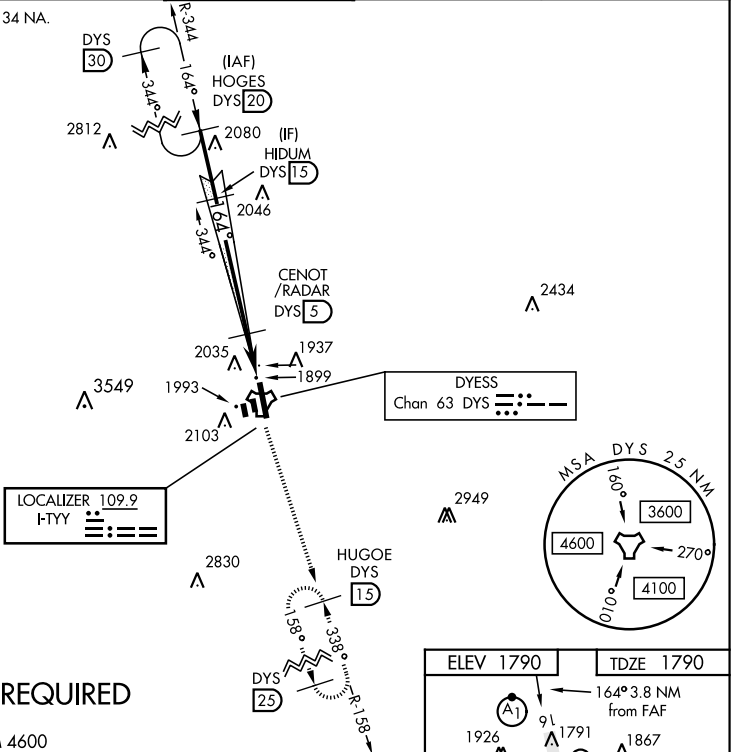 34 NA.
R-344
DYS
30
164°
344°
(IAF)
HOGES
DYS 20
2812
2080
(IF)
HIDUM
DYS 15
2046
164°
344°
CENOT
/RADAR
DYS 5
2434
2035
1937
1899
3549
1993
2103
DYESS
Chan 63 DYS
LOCALIZER 109.9
I-TYY
MSA DYS 25 NM
160°
3600
4600
270°
4100
010°
2949
2830
HUGOE
DYS
15
158°
338°
DYS
25
R-158
REQUIRED
4600
ELEV 1790
TDZE 1790
164° 3.8 NM
from FAF
A1
16
1926
1791
1867